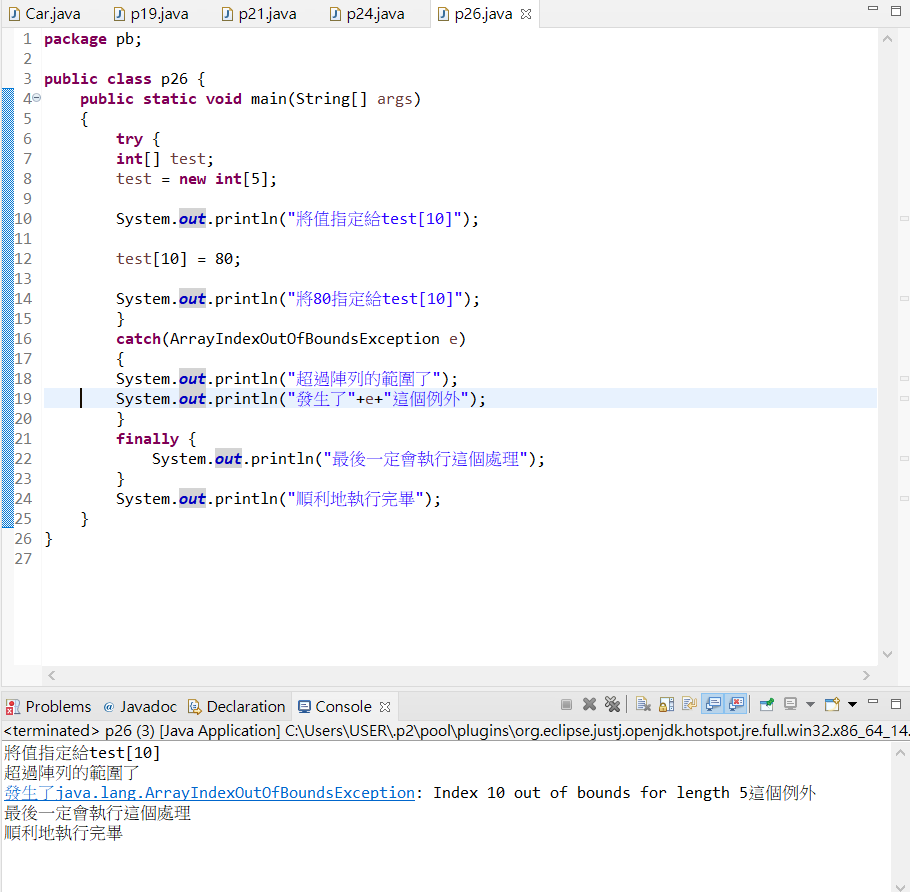 Car.java p19.java p21.java p24.java p26.java
1 package pb;
2
3 public class p26 {
4 public static void main(String[] args)
5 {
6 try {
7 int[] test;
8 test = new int[5];
9
10 System.out.println("將值指定給test[10]");
11
12 test[10] = 80;
13
14 System.out.println("將80指定給test[10]");
15 }
16 catch(ArrayIndexOutOfBoundsException e)
17 {
18 System.out.println("超過陣列的範圍了");
19 System.out.println("發生了"+e+"這個例外");
20 }
21 finally {
22 System.out.println("最後一定會執行這個處理");
23 }
24 System.out.println("順利地執行完畢");
25 }
26 }
27
Problems @ Javadoc Declaration Console
<terminated> p26 (3) [Java Application] C:\Users\USER\.p2\pool\plugins\org.eclipse.justj.openjdk.hotspot.jre.full.win32.x86_64_14.
將值指定給test[10]
超過陣列的範圍了
發生了java.lang.ArrayIndexOutOfBoundsException: Index 10 out of bounds for length 5這個例外
最後一定會執行這個處理
順利地執行完畢